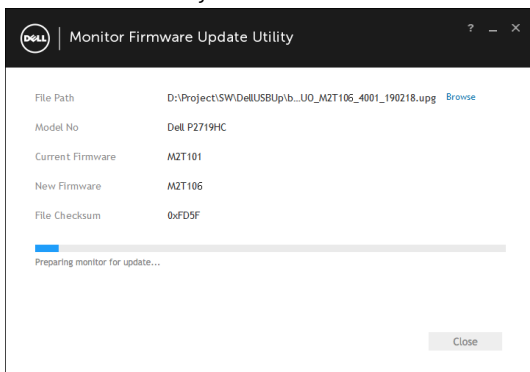 DELL Monitor Firmware Update Utility ? _ ×
File Path D:\Project\SW\DellUSBUp\b...UO_M2T106_4001_190218.upg Browse
Model No Dell P2719HC
Current Firmware M2T101
New Firmware M2T106
File Checksum 0xFD5F
Preparing monitor for update...
Close